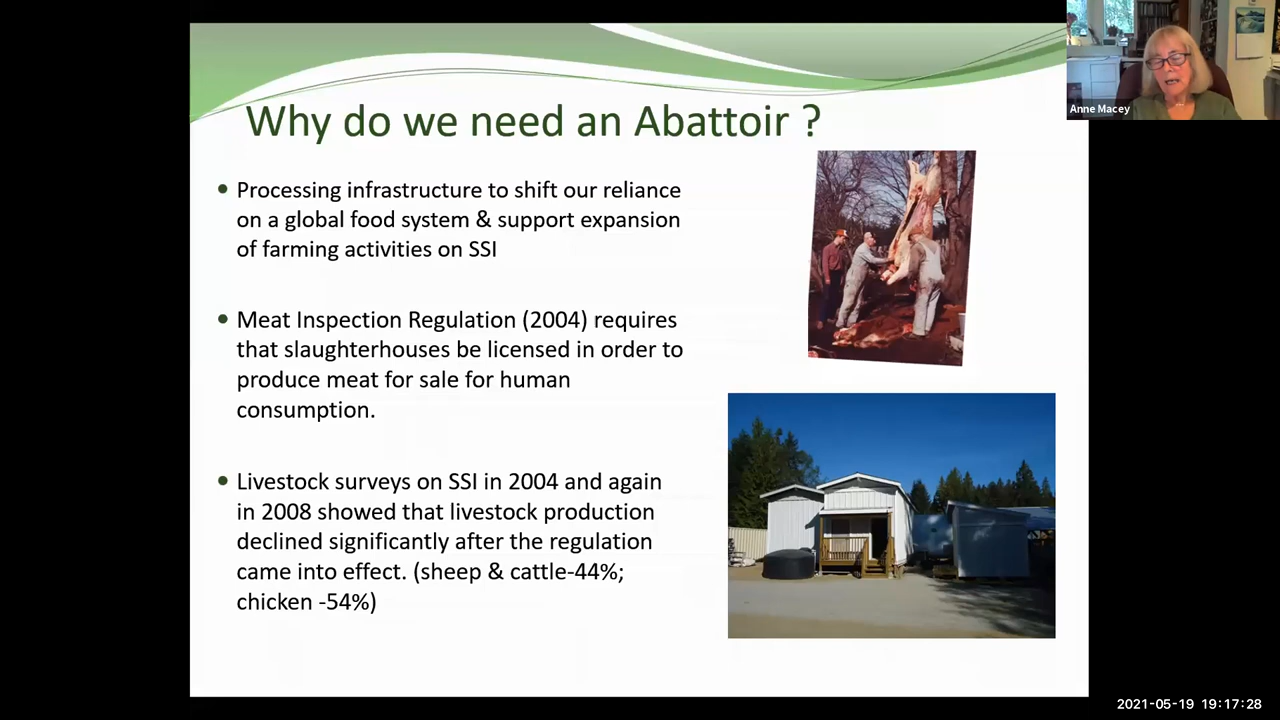 Why do we need an Abattoir ?
Anne Macey
• Processing infrastructure to shift our reliance
on a global food system & support expansion
of farming activities on SSI
• Meat Inspection Regulation (2004) requires
that slaughterhouses be licensed in order to
produce meat for sale for human
consumption.
• Livestock surveys on SSI in 2004 and again
in 2008 showed that livestock production
declined significantly after the regulation
came into effect. (sheep & cattle-44%;
chicken -54%)
2021-05-19 19:17:28